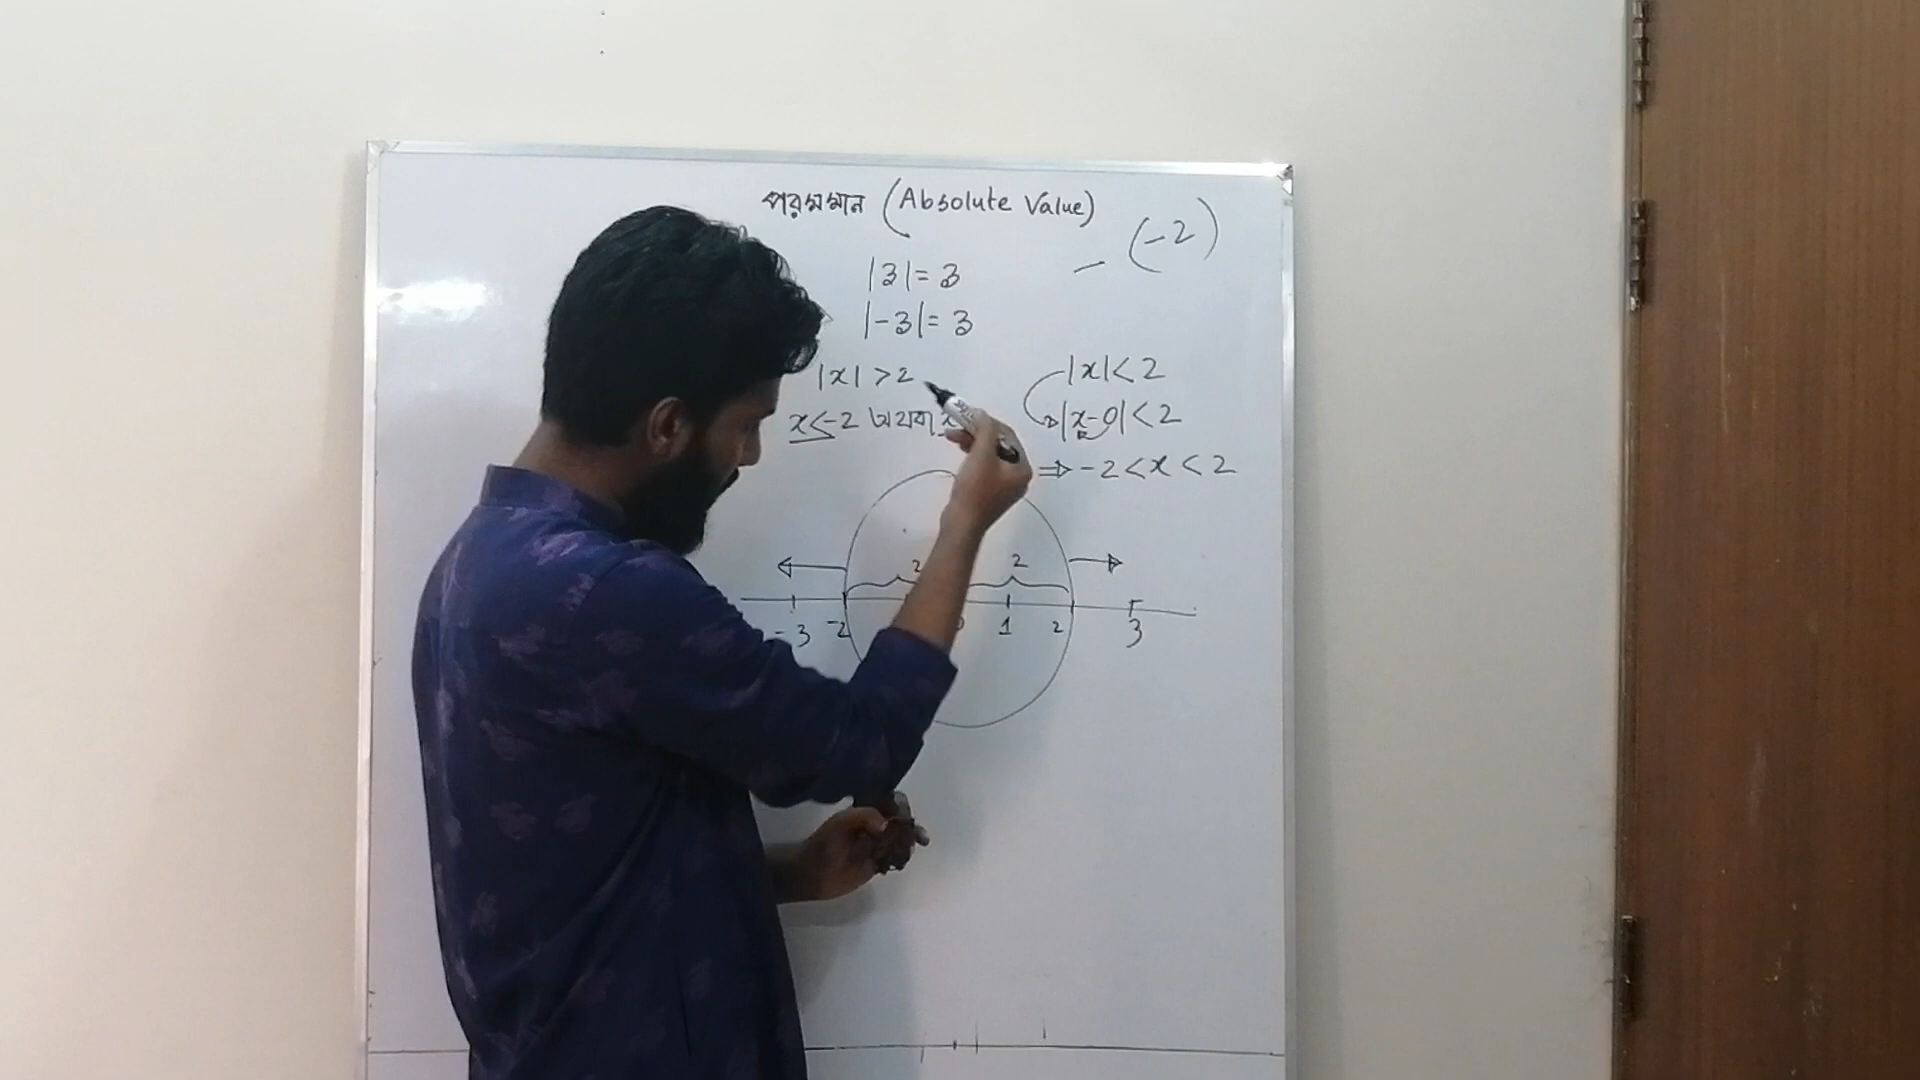 পরমমান (Absolute Value)
- (-2)
|3| = 3
|-3| = 3
|x| > 2
x < -2 অথবা x
|x| < 2
|x-0| < 2
⇒ -2 < x < 2
2 2
-3 -2 0 1 2 3